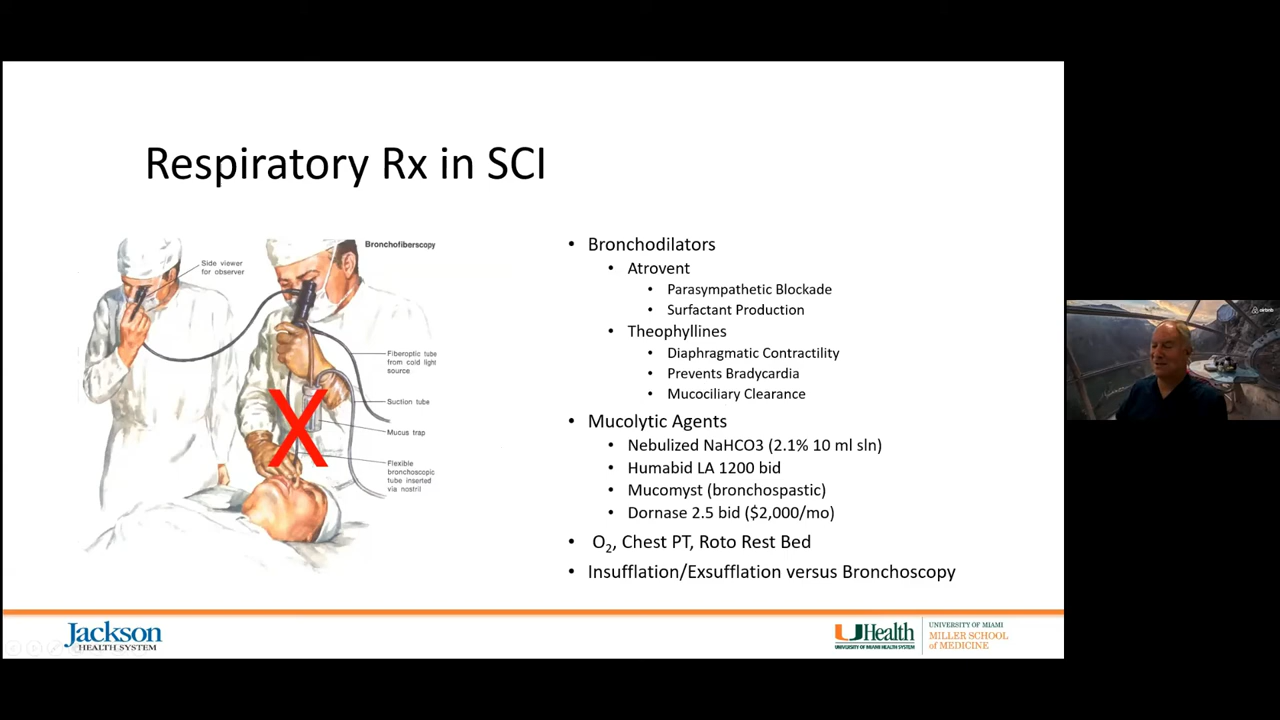 Respiratory Rx in SCI
Bronchofiberscopy
Side viewer
for observer
Fiberoptic tube
from cold light
source
Suction tube
Mucus trap
Flexible
bronchoscopic
tube inserted
via nostril
X
• Bronchodilators
• Atrovent
• Parasympathetic Blockade
• Surfactant Production
• Theophyllines
• Diaphragmatic Contractility
• Prevents Bradycardia
• Mucociliary Clearance
• Mucolytic Agents
• Nebulized NaHCO3 (2.1% 10 ml sln)
• Humabid LA 1200 bid
• Mucomyst (bronchospastic)
• Dornase 2.5 bid ($2,000/mo)
• O2, Chest PT, Roto Rest Bed
• Insufflation/Exsufflation versus Bronchoscopy
Jackson
HEALTH SYSTEM
UHealth
UNIVERSITY OF MIAMI HEALTH SYSTEM
UNIVERSITY OF MIAMI
MILLER SCHOOL
of MEDICINE
airbnb